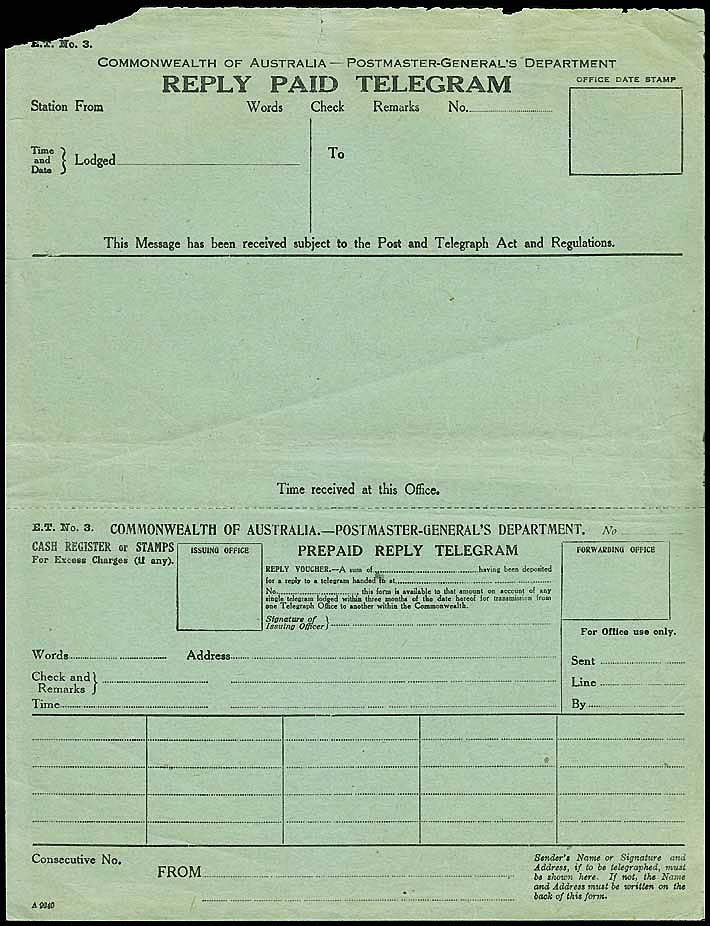 E.T. No. 3.
COMMONWEALTH OF AUSTRALIA — POSTMASTER-GENERAL'S DEPARTMENT
REPLY PAID TELEGRAM
OFFICE DATE STAMP
Station From Words Check Remarks No.
Time and Date } Lodged
To
This Message has been received subject to the Post and Telegraph Act and Regulations.
Time received at this Office.
E.T. No. 3. COMMONWEALTH OF AUSTRALIA.—POSTMASTER-GENERAL'S DEPARTMENT. No
CASH REGISTER or STAMPS
For Excess Charges (if any).
ISSUING OFFICE
PREPAID REPLY TELEGRAM
REPLY VOUCHER.—A sum of having been deposited
for a reply to a telegram handed in at
No. , this form is available to that amount on account of any
single telegram lodged within three months of the date hereof for transmission from
one Telegraph Office to another within the Commonwealth.
Signature of
Issuing Officer }
FORWARDING OFFICE
For Office use only.
Words Address
Check and
Remarks }
Time
Sent
Line
By
Consecutive No.
FROM
Sender's Name or Signature and
Address, if to be telegraphed, must
be shown here. If not, the Name
and Address must be written on the
back of this form.
A 9640